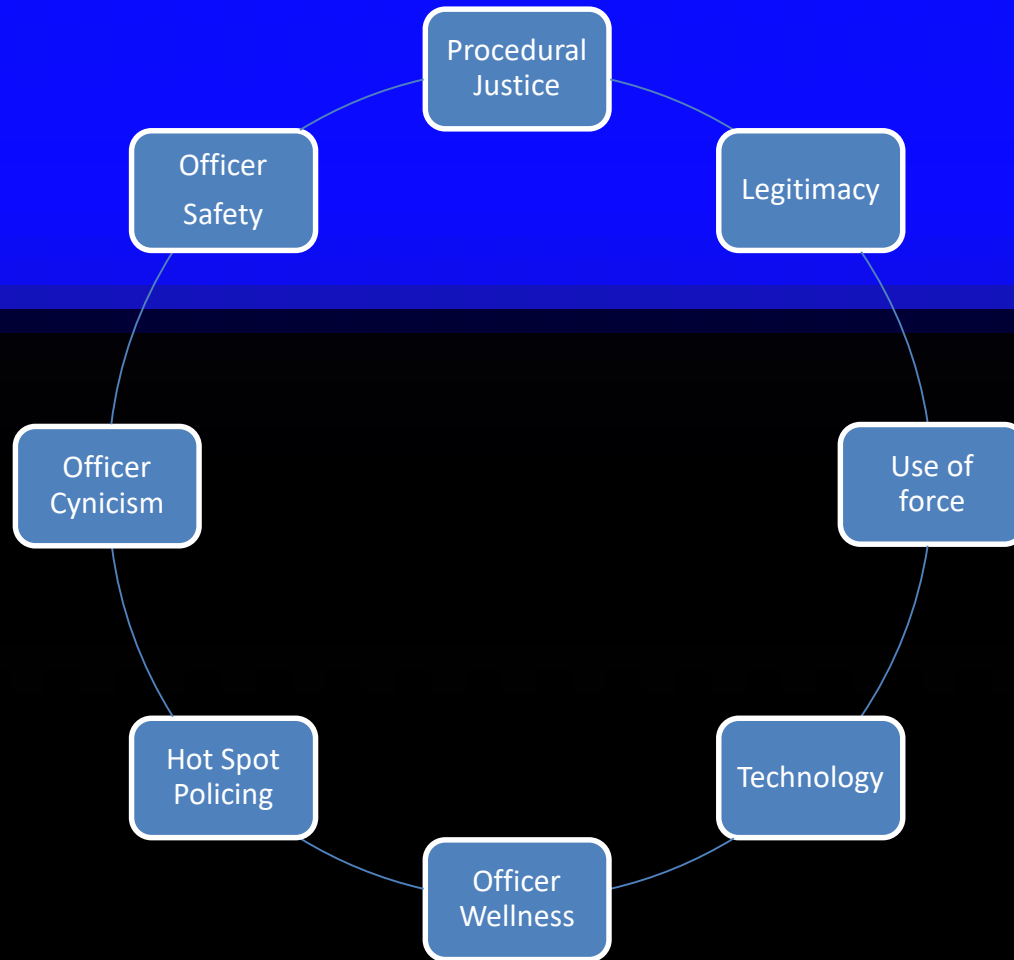 Procedural
Justice
Legitimacy
Use of
force
Technology
Officer
Wellness
Hot Spot
Policing
Officer
Cynicism
Officer
Safety